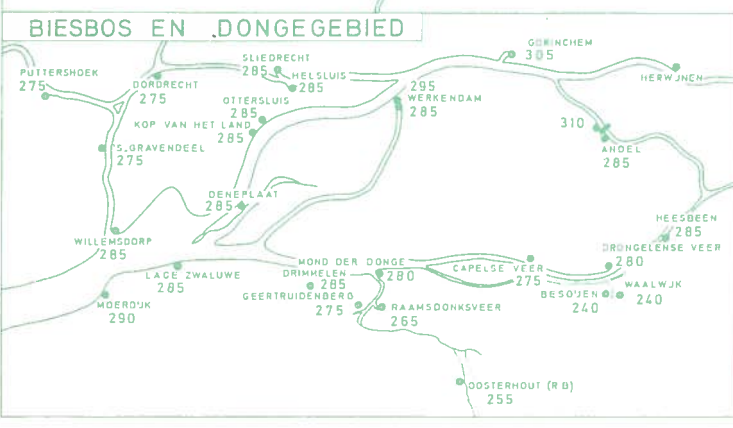 BIESBOS EN DONGEGEBIED
SLIEDRECHT
285
GORINCHEM
305
PUTTERSHOEK
275
DORDRECHT
275
HELSLUIS
285
295
WERKENDAM
285
HERWIJNEN
OTTERSLUIS
285
KOP VAN HET LAND
285
310
ANDEL
285
'S.GRAVENDEEL
275
DENEPLAAT
285
HEESBEEN
285
WILLEMSDORP
285
DRONGELENSE VEER
280
LAGE ZWALUWE
285
MOND DER DONGE
280
DRIMMELEN
285
CAPELSE VEER
275
MOERDIJK
290
GEERTRUIDENBERG
275
RAAMSDONKSVEER
265
BESOIJEN
240
WAALWIJK
240
OOSTERHOUT (R B)
255